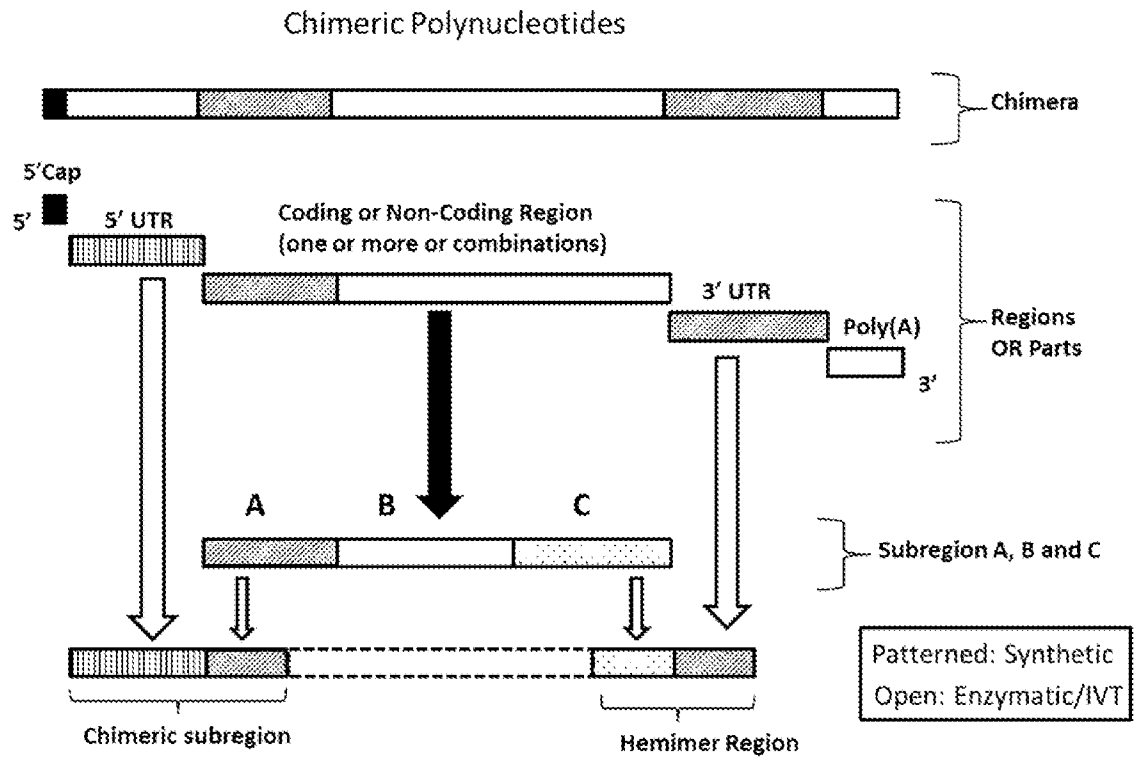 Chimeric Polynucleotides
Chimera
5'Cap
5'
5' UTR
Coding or Non-Coding Region
(one or more or combinations)
3' UTR
Poly(A)
3'
Regions
OR Parts
A
B
C
Subregion A, B and C
Patterned: Synthetic
Open: Enzymatic/IVT
Chimeric subregion
Hemimer Region